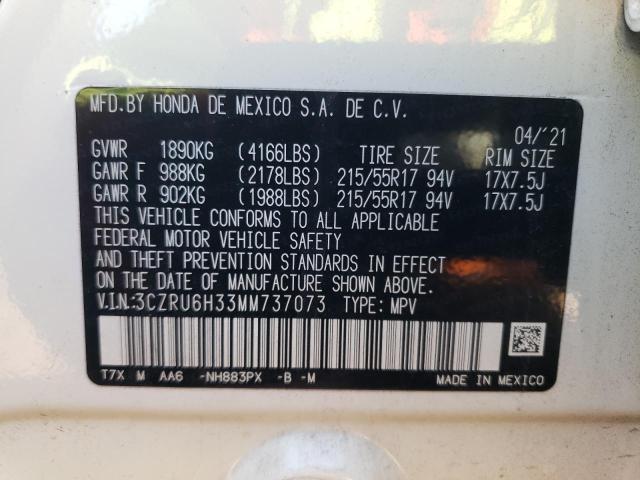 MFD.BY HONDA DE MEXICO S.A. DE C.V.
04/'21
GVWR 1890KG (4166LBS) TIRE SIZE RIM SIZE
GAWR F 988KG (2178LBS) 215/55R17 94V 17X7.5J
GAWR R 902KG (1988LBS) 215/55R17 94V 17X7.5J
THIS VEHICLE CONFORMS TO ALL APPLICABLE
FEDERAL MOTOR VEHICLE SAFETY
AND THEFT PREVENTION STANDARDS IN EFFECT
ON THE DATE OF MANUFACTURE SHOWN ABOVE.
V.I.N:3CZRU6H33MM737073 TYPE: MPV
T7X M AA6 -NH883PX -B -M
MADE IN MEXICO